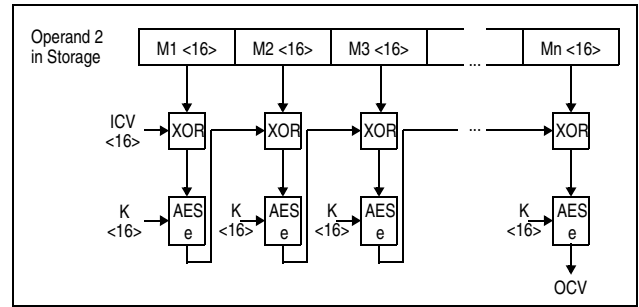 Operand 2
in Storage
M1 <16> M2 <16> M3 <16> ... Mn <16>
ICV
<16>
XOR XOR XOR ... XOR
K
<16>
AES
e
K
<16>
AES
e
K
<16>
AES
e
K
<16>
AES
e
OCV